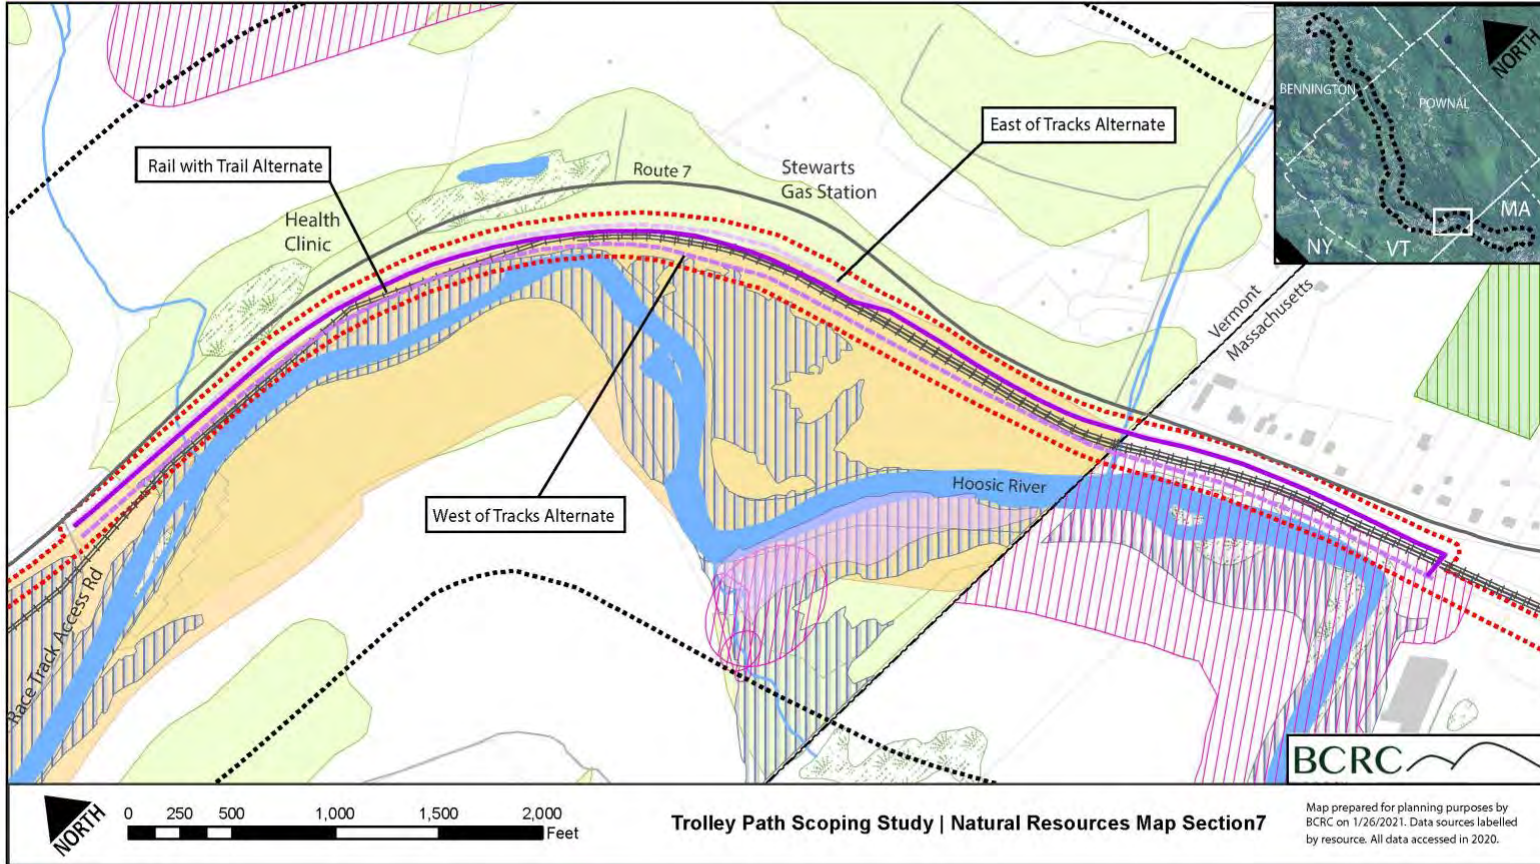 NORTH
BENNINGTON
POWNAL
MA
NY
VT
East of Tracks Alternate
Rail with Trail Alternate
Route 7
Stewarts
Gas Station
Health
Clinic
Vermont
Massachusetts
Hoosic River
West of Tracks Alternate
Race Track Access Rd
BCRC
NORTH
0 250 500 1,000 1,500 2,000
Feet
Trolley Path Scoping Study | Natural Resources Map Section7
Map prepared for planning purposes by
BCRC on 1/26/2021. Data sources labelled
by resource. All data accessed in 2020.